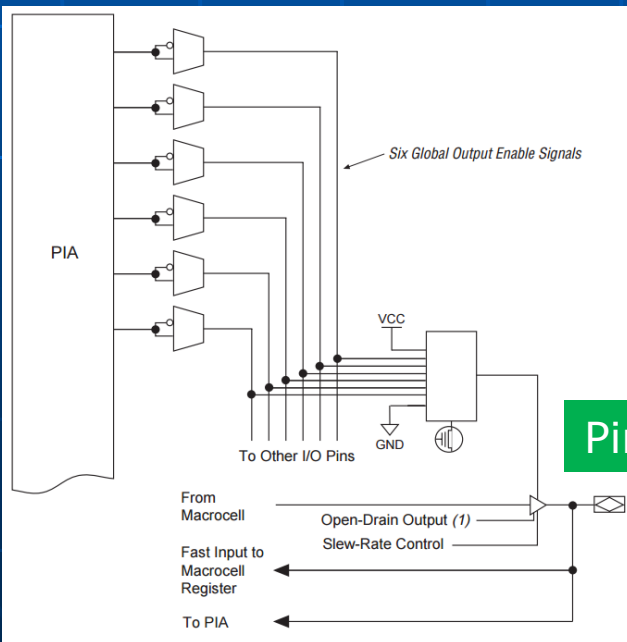 Six Global Output Enable Signals
PIA
VCC
GND
To Other I/O Pins
Pi
From
Macrocell
Open-Drain Output (1)
Slew-Rate Control
Fast Input to
Macrocell
Register
To PIA